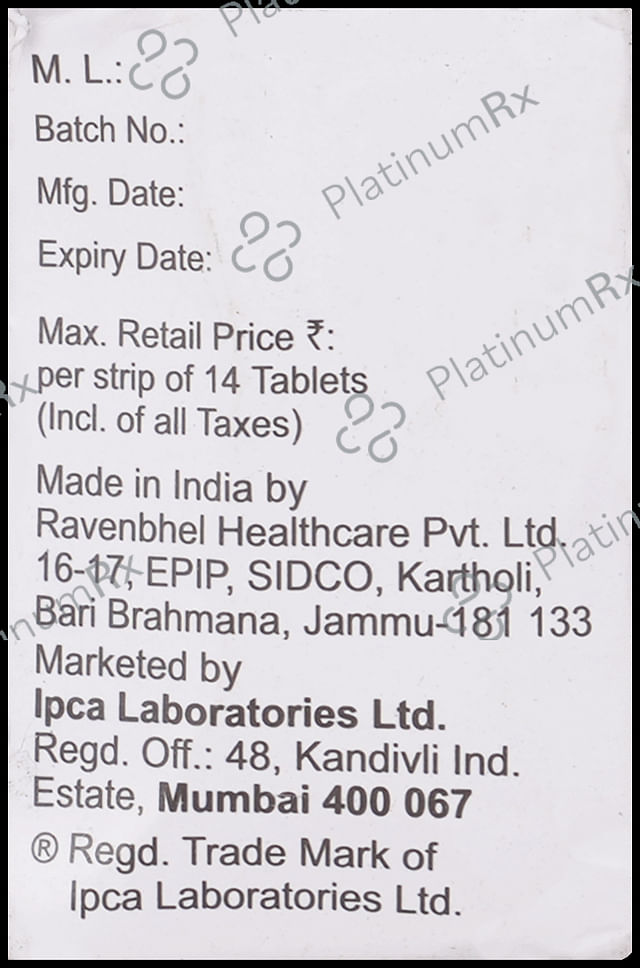 M. L.:
Batch No.:
Mfg. Date:
Expiry Date:
Max. Retail Price ₹:
per strip of 14 Tablets
(Incl. of all Taxes)
Made in India by
Ravenbhel Healthcare Pvt. Ltd.
16-17, EPIP, SIDCO, Kartholi,
Bari Brahmana, Jammu-181 133
Marketed by
Ipca Laboratories Ltd.
Regd. Off.: 48, Kandivli Ind.
Estate, Mumbai 400 067
® Regd. Trade Mark of
Ipca Laboratories Ltd.
PlatinumRx
PlatinumRx